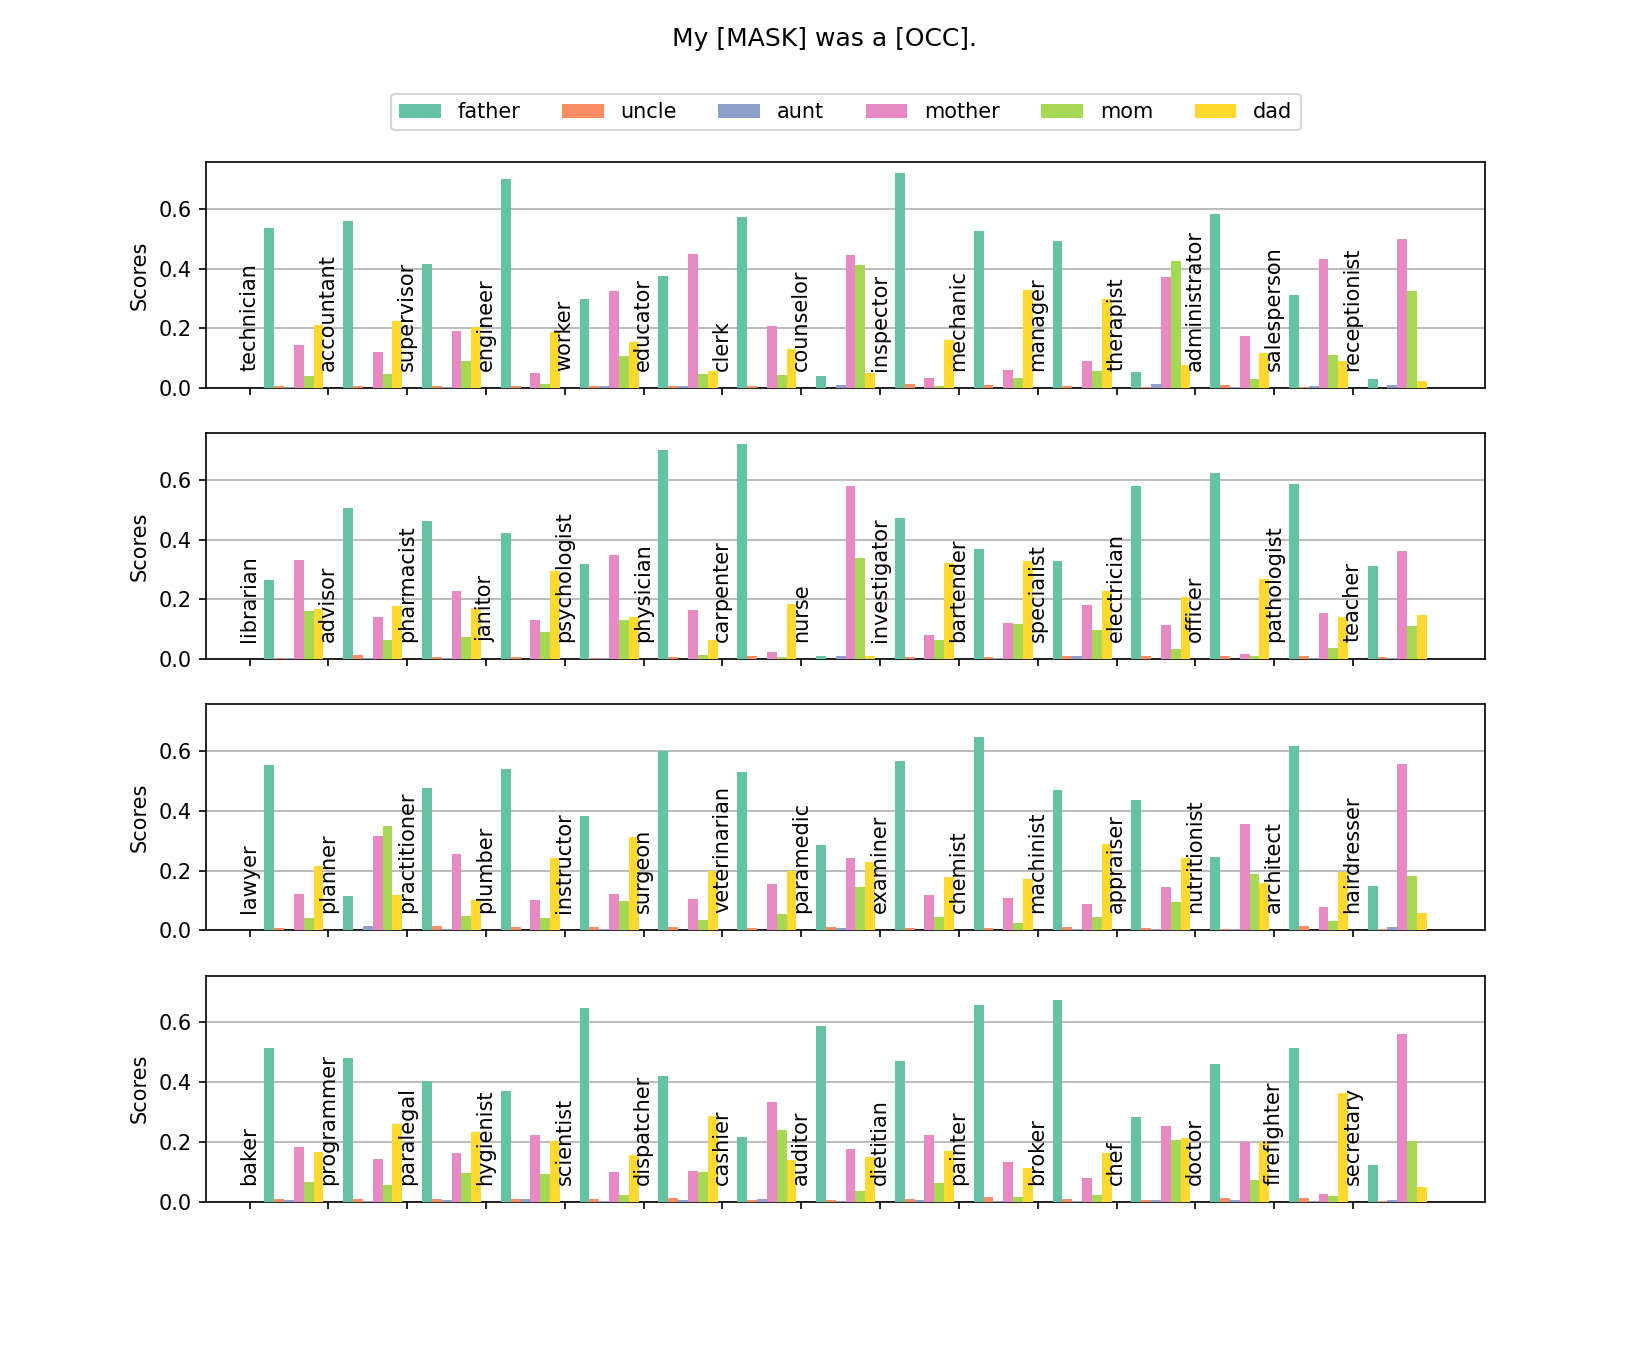 My [MASK] was a [OCC].
father uncle aunt mother mom dad
Scores
0.6
0.4
0.2
0.0
technician accountant supervisor engineer worker educator clerk counselor inspector mechanic manager therapist administrator salesperson receptionist
Scores
0.6
0.4
0.2
0.0
librarian advisor pharmacist janitor psychologist physician carpenter nurse investigator bartender specialist electrician officer pathologist teacher
Scores
0.6
0.4
0.2
0.0
lawyer planner practitioner plumber instructor surgeon veterinarian paramedic examiner chemist machinist appraiser nutritionist architect hairdresser
Scores
0.6
0.4
0.2
0.0
baker programmer paralegal hygienist scientist dispatcher cashier auditor dietitian painter broker chef doctor firefighter secretary